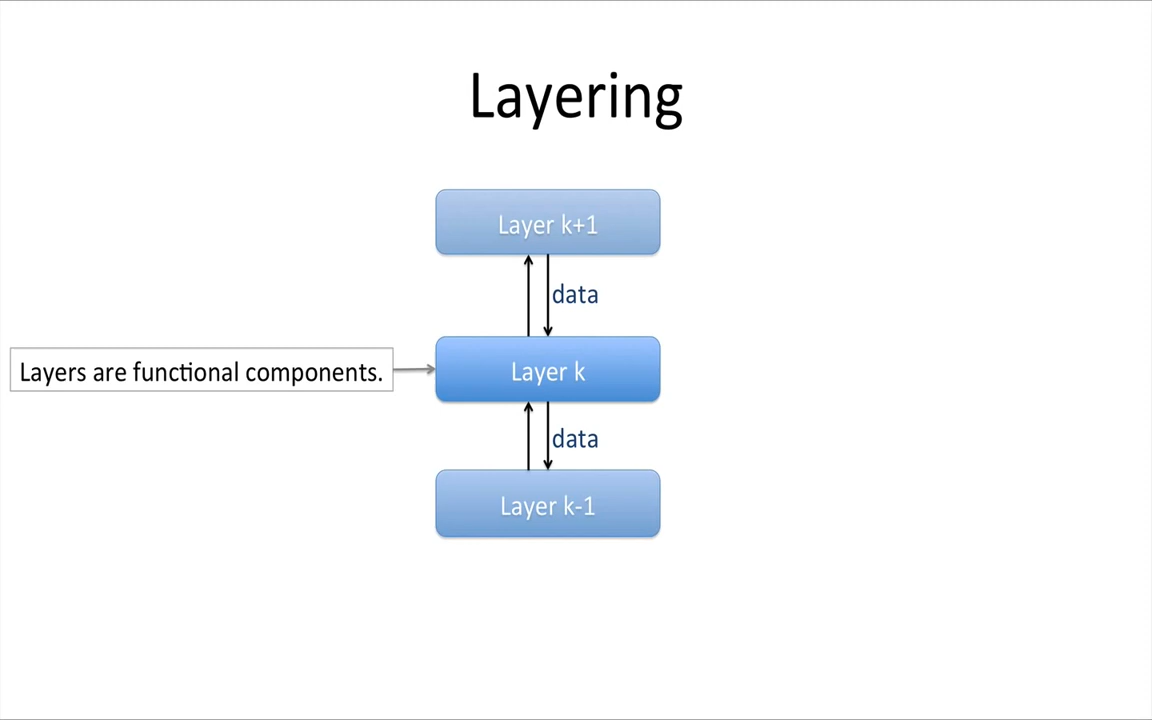 Layering
Layer k+1
data
Layers are functional components.
Layer k
data
Layer k-1